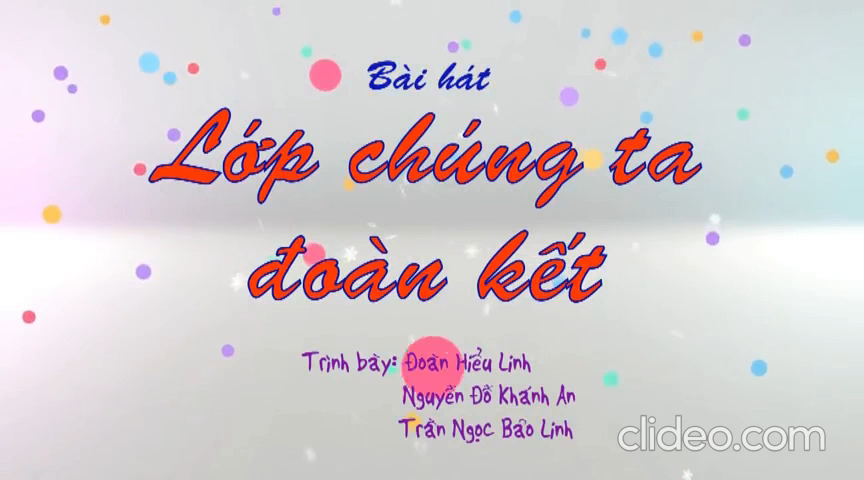 Bài hát
Lớp chúng ta
đoàn kết
Trình bày: Đoàn Hiểu Linh
Nguyễn Đỗ Khánh An
Trần Ngọc Bảo Linh
clideo.com